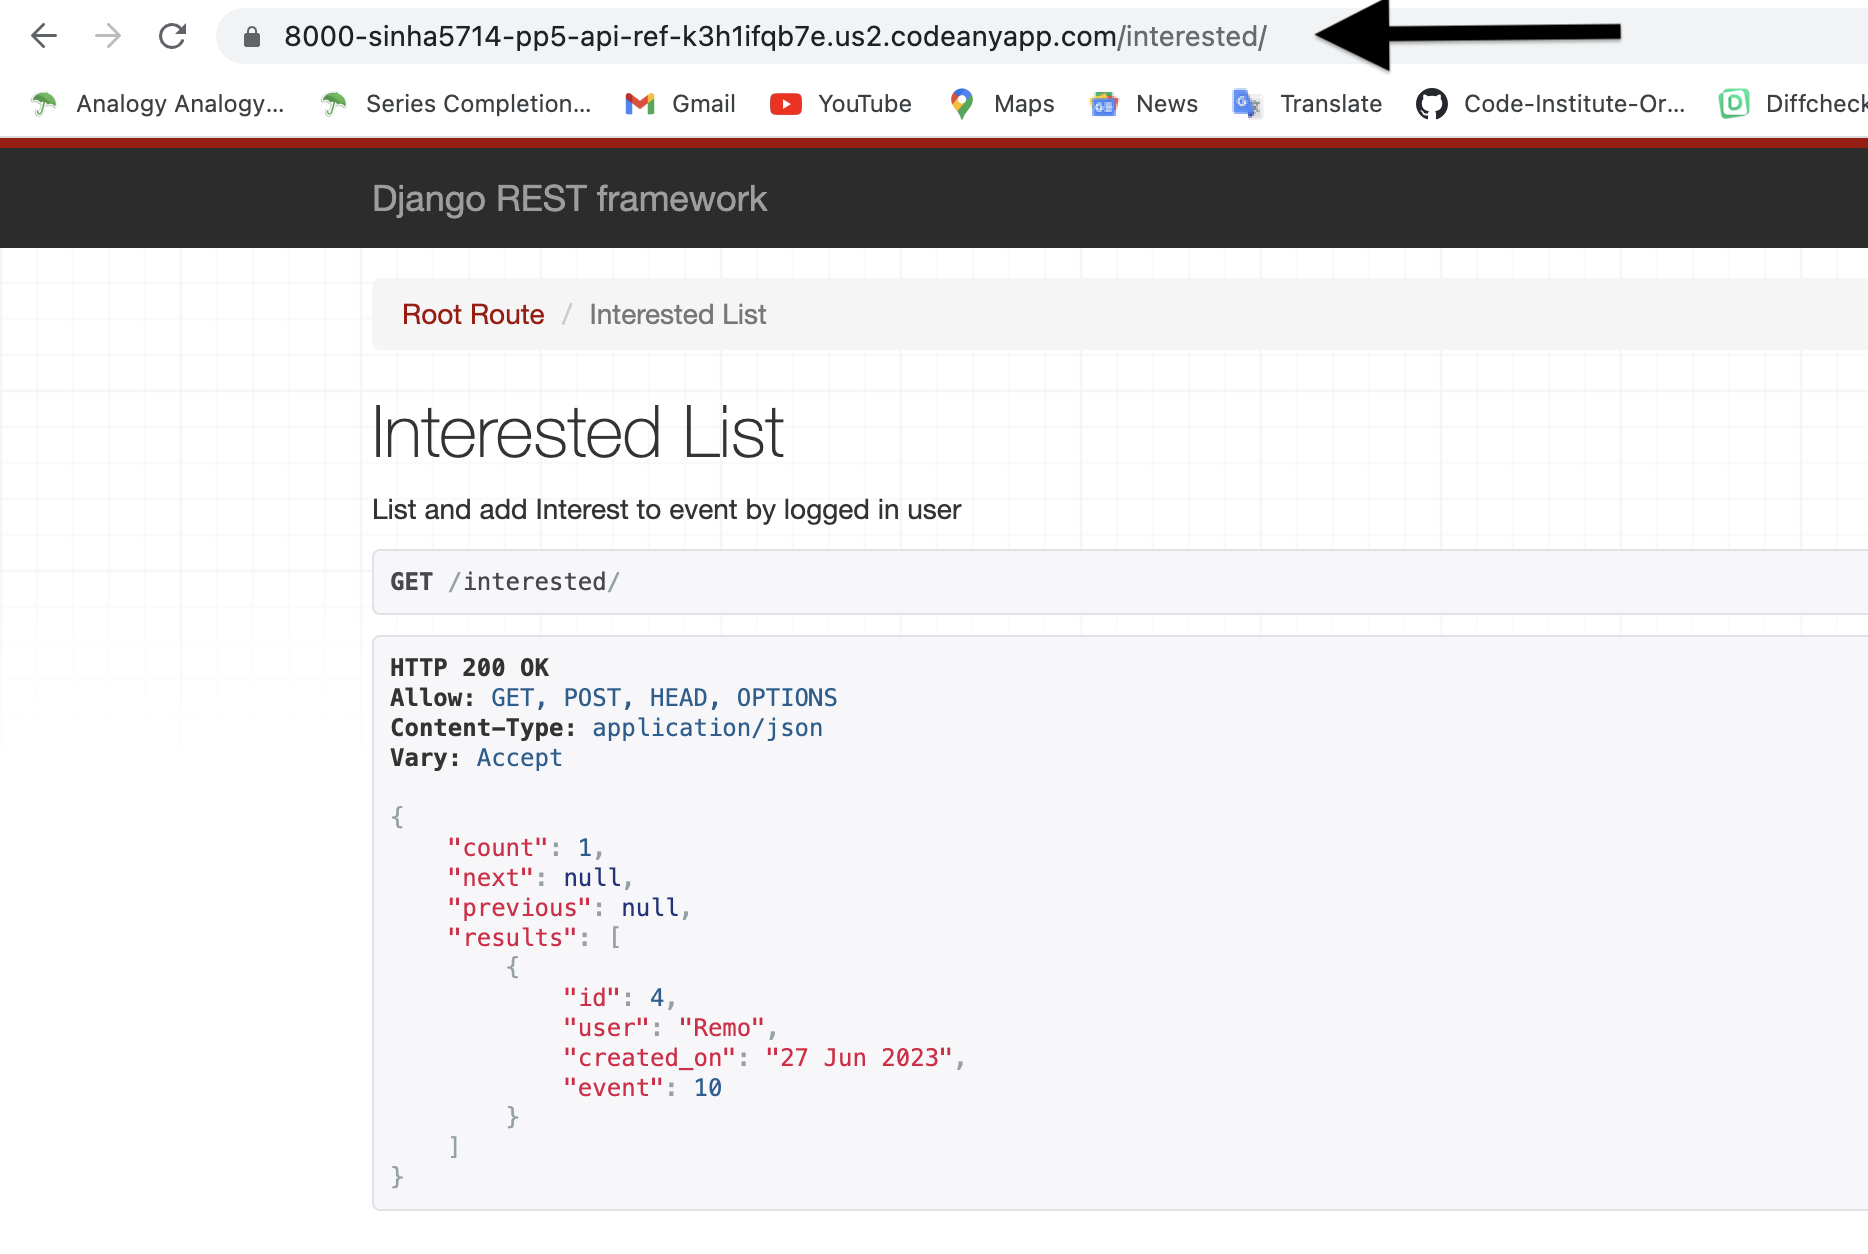 8000-sinha5714-pp5-api-ref-k3h1ifqb7e.us2.codeanyapp.com/interested/
Analogy Analogy... Series Completion... Gmail YouTube Maps News Translate Code-Institute-Or... Diffcheck
Django REST framework
Root Route / Interested List
Interested List
List and add Interest to event by logged in user
GET /interested/
HTTP 200 OK
Allow: GET, POST, HEAD, OPTIONS
Content-Type: application/json
Vary: Accept
{
"count": 1,
"next": null,
"previous": null,
"results": [
{
"id": 4,
"user": "Remo",
"created_on": "27 Jun 2023",
"event": 10
}
]
}